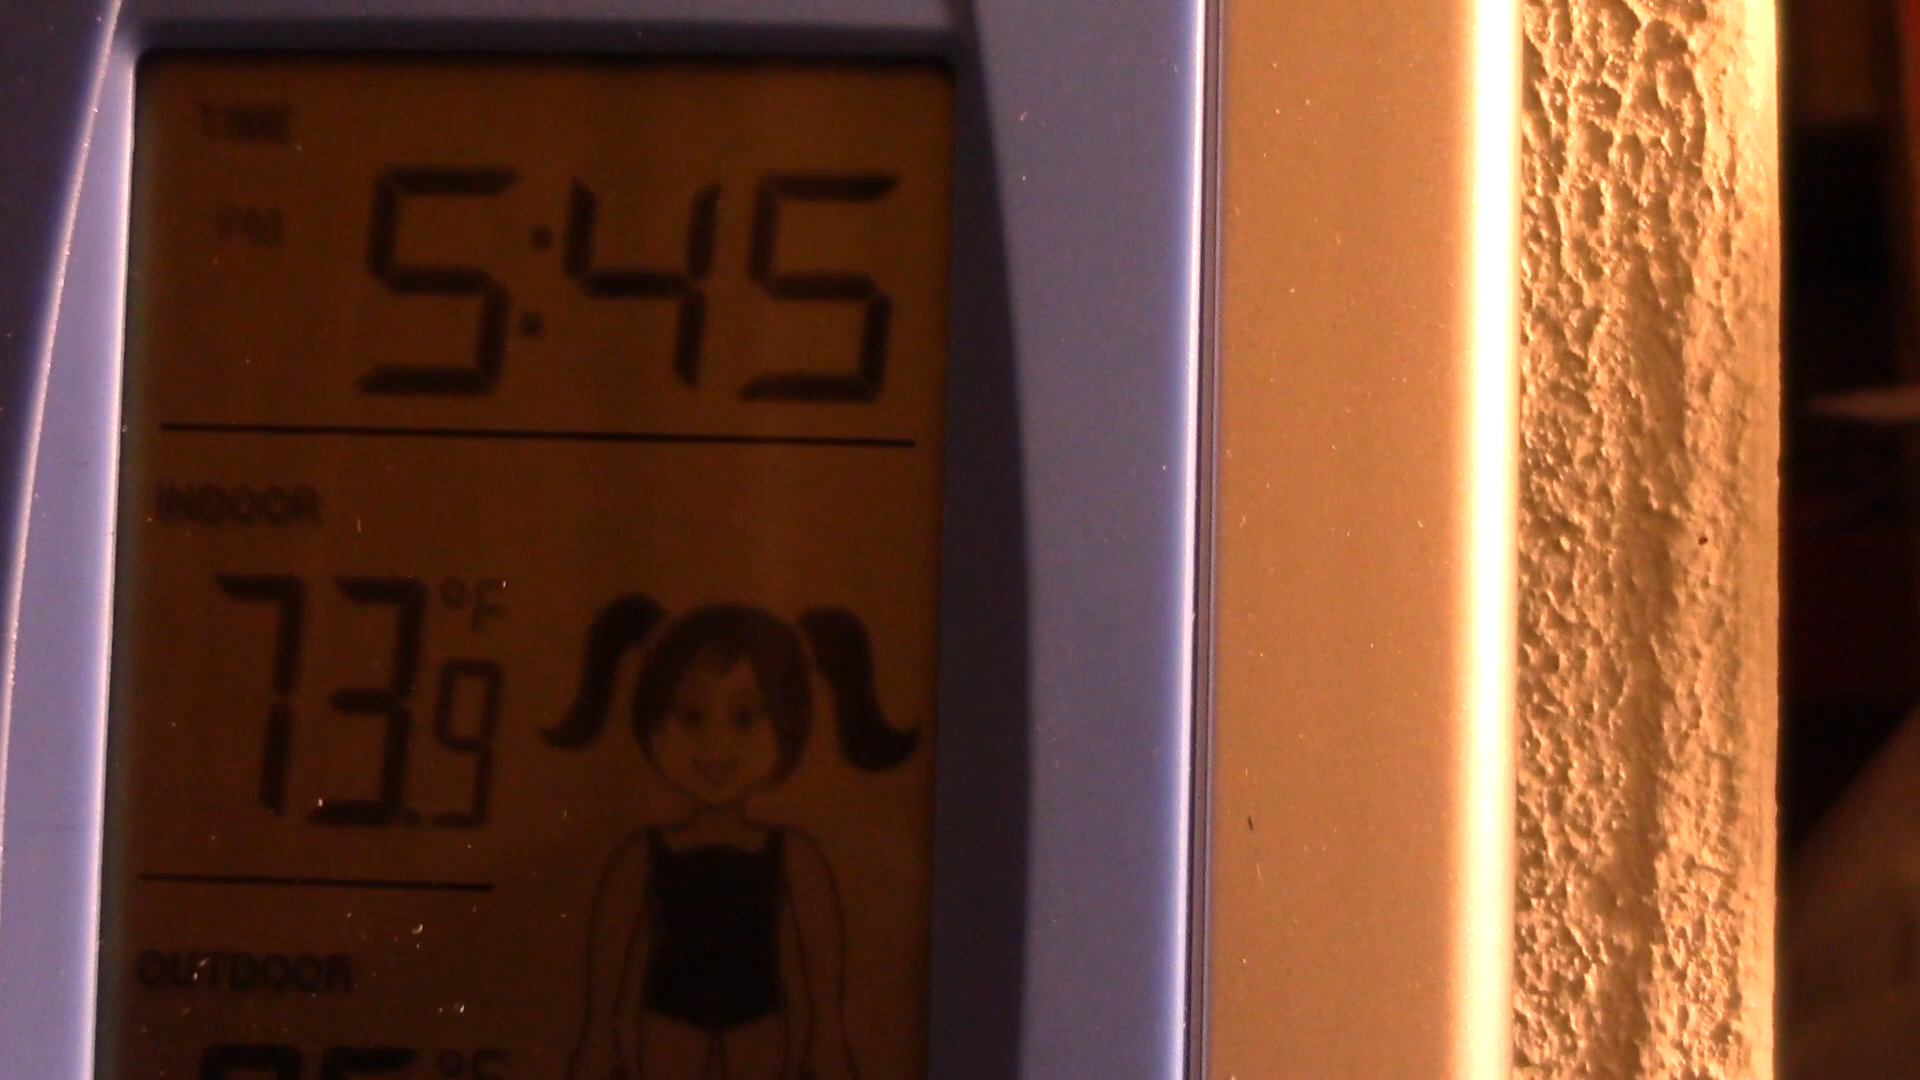 TIME
PM 5:45
INDOOR
73.9 °F
OUTDOOR
°F